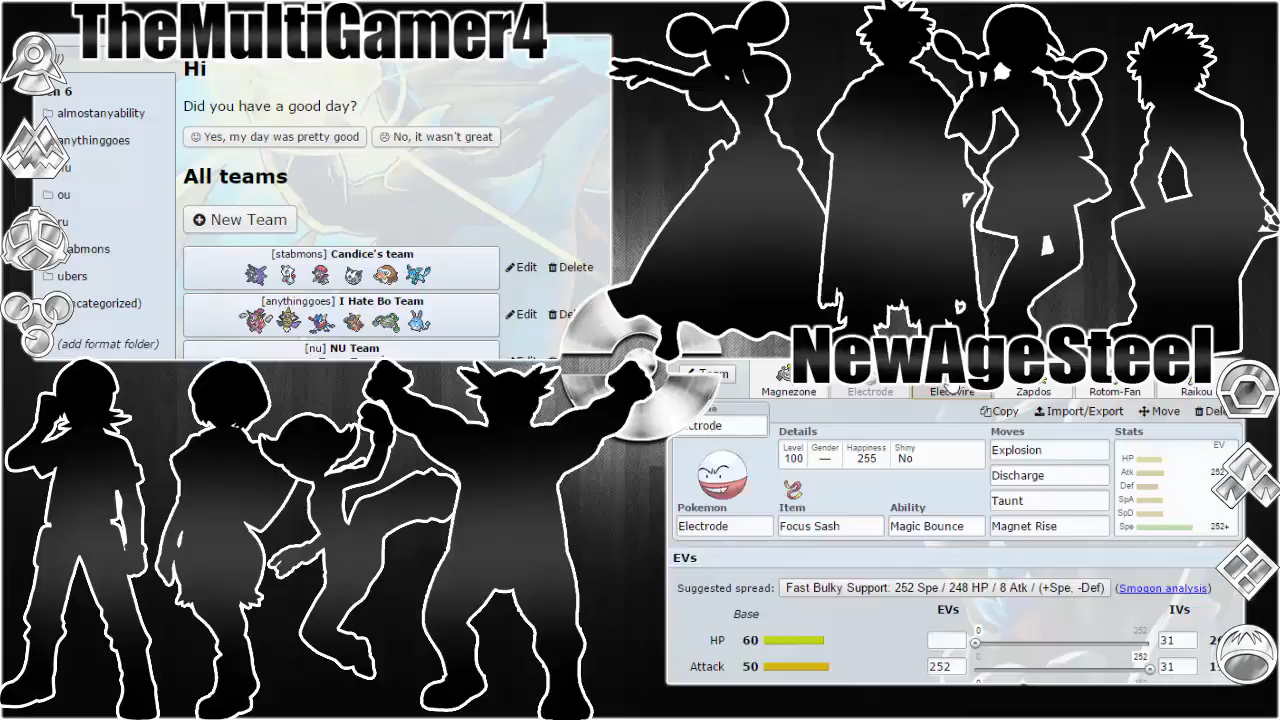 TheMultiGamer4
Hi
Did you have a good day?
Yes, my day was pretty good
No, it wasn't great
All teams
New Team
almostanyability
anythinggoes
ou
ubers
(add format folder)
[stabmons] Candice's team
Edit Delete
[anythinggoes] I Hate Bo Team
Edit
[nu] NU Team
NewAgeSteel
Team
Magnezone Electrode Electivire Zapdos Rotom-Fan Raikou
Copy Import/Export Move
Details
Level Gender Happiness Shiny
100 — 255 No
Pokemon
Electrode
Item
Focus Sash
Ability
Magic Bounce
Moves
Explosion
Discharge
Taunt
Magnet Rise
Stats
EV
HP
Atk 252
Def
SpA
SpD
Spe 252+
EVs
Suggested spread: Fast Bulky Support: 252 Spe / 248 HP / 8 Atk / (+Spe, -Def) (Smogon analysis)
Base EVs IVs
HP 60 0 252 31
Attack 50 252 0 252 31